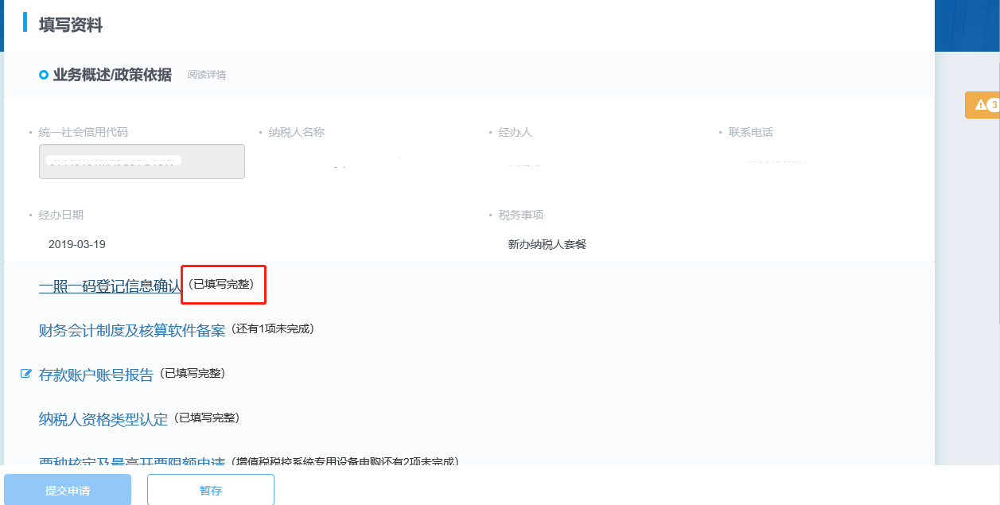 填写资料
业务概述/政策依据 阅读详情
3
统一社会信用代码 纳税人名称 经办人 联系电话
经办日期 税务事项
2019-03-19 新办纳税人套餐
一照一码登记信息确认 (已填写完整)
财务会计制度及核算软件备案 (还有1项未完成)
存款账户账号报告 (已填写完整)
纳税人资格类型认定 (已填写完整)
票种核定及最高开票限额申请 (增值税税控系统专用设备申购还有2项未完成)
提交申请 暂存